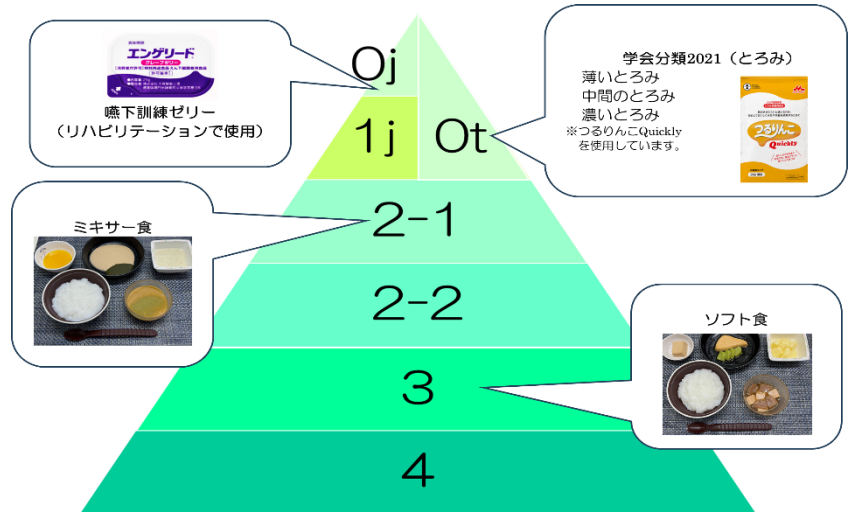 エンゲリード
グレープゼリー
嚥下訓練ゼリー
（リハビリテーションで使用）
0j
1j
0t
学会分類2021（とろみ）
薄いとろみ
中間のとろみ
濃いとろみ
※つるりんこQuickly
を使用しています。
つるりんこ
Quickly
ミキサー食
2-1
2-2
ソフト食
3
4